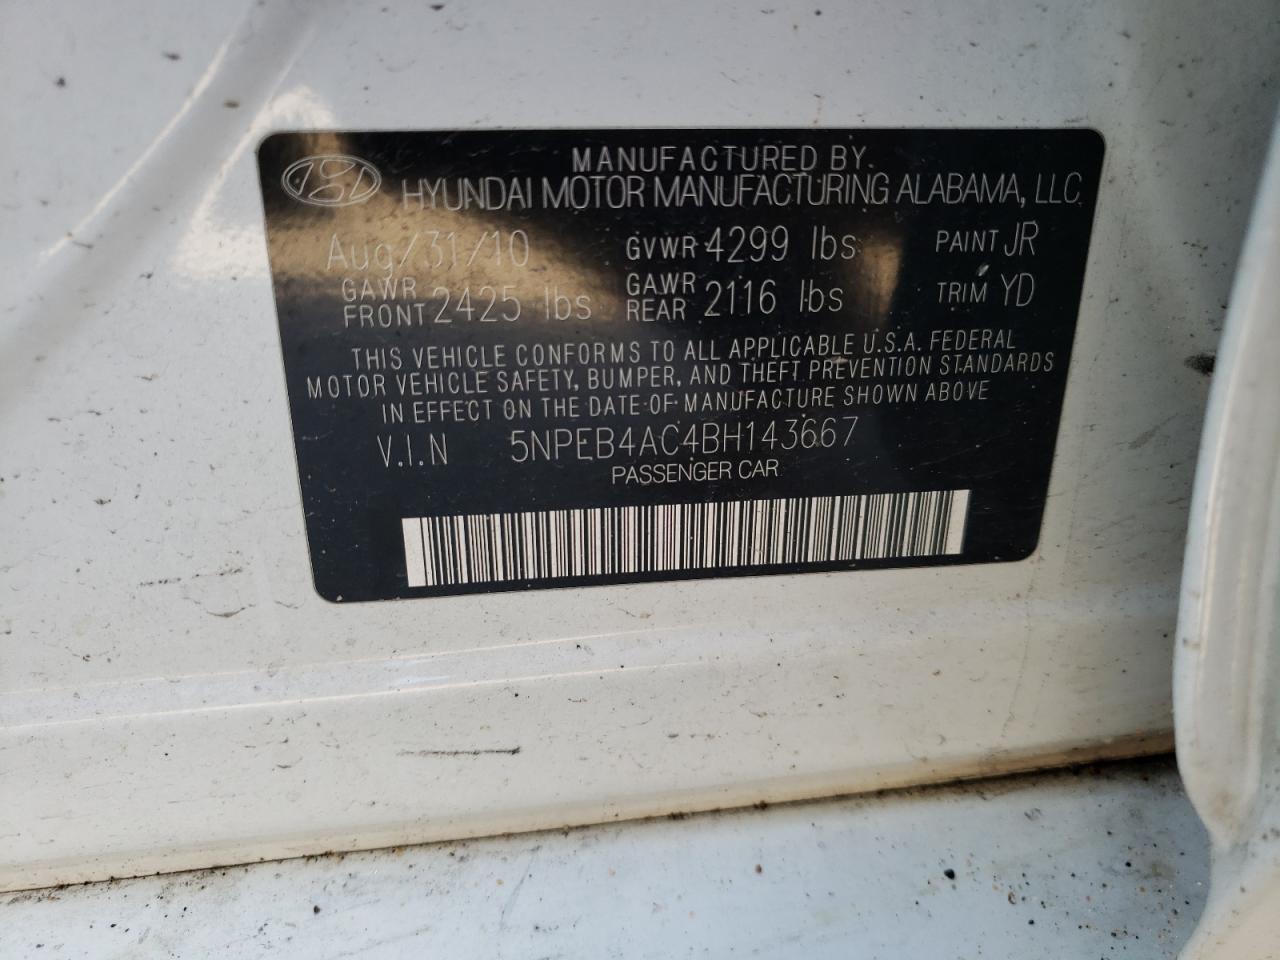 MANUFACTURED BY.
HYUNDAI MOTOR MANUFACTURING ALABAMA, LLC
Aug/31/10 GVWR 4299 lbs PAINT JR
GAWR FRONT 2425 lbs GAWR REAR 2116 lbs TRIM YD
THIS VEHICLE CONFORMS TO ALL APPLICABLE U.S.A. FEDERAL
MOTOR VEHICLE SAFETY, BUMPER, AND THEFT PREVENTION STANDARDS
IN EFFECT ON THE DATE OF MANUFACTURE SHOWN ABOVE
V.I.N 5NPEB4AC4BH143667
PASSENGER CAR